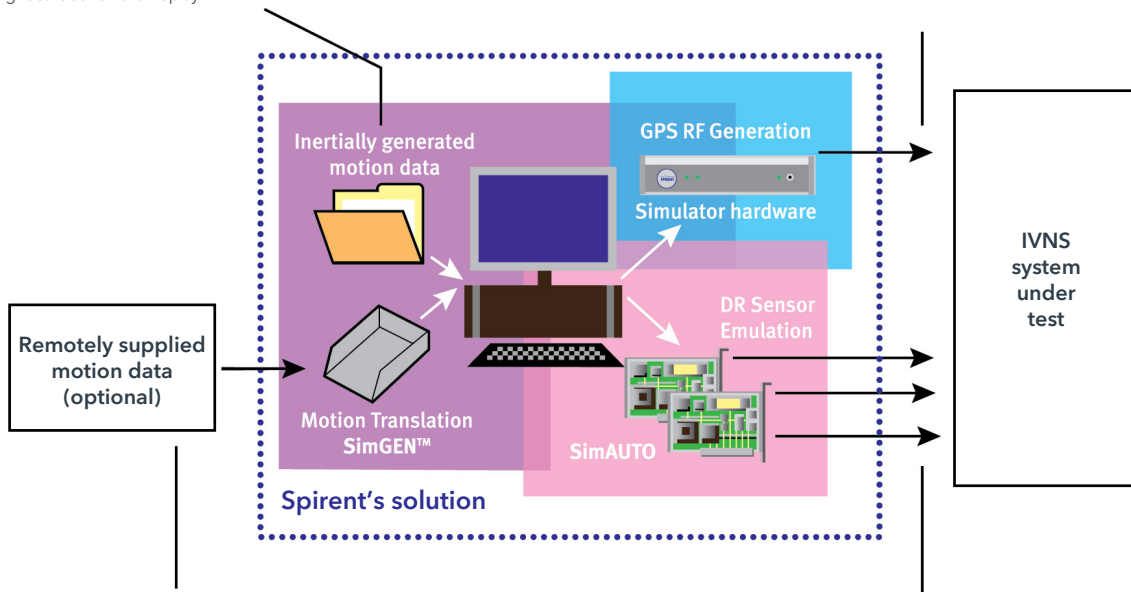 Inertially generated
motion data
GPS RF Generation
SPIRENT
Simulator hardware
IVNS
system
under
test
DR Sensor
Emulation
Remotely supplied
motion data
(optional)
Motion Translation
SimGEN™
SimAUTO
Spirent's solution